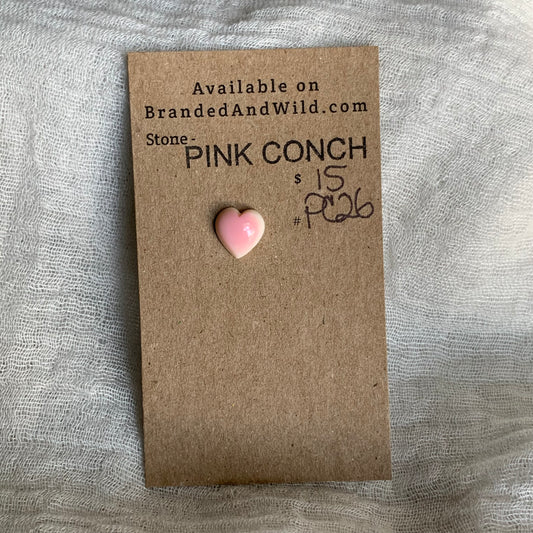 Available on
BrandedAndWild.com
Stone-
PINK CONCH
$ 15
# PC26